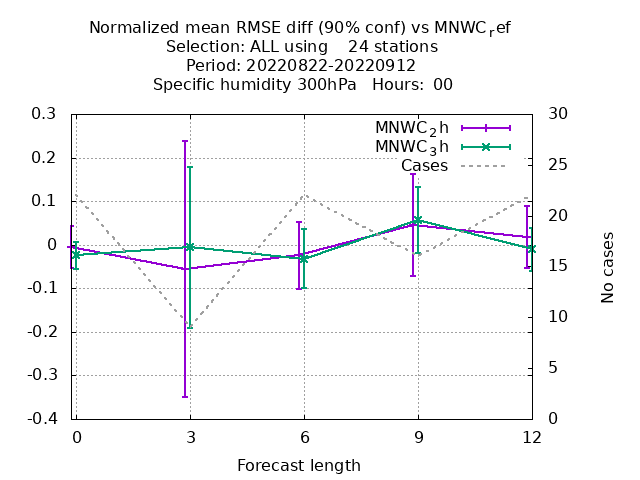 Normalized mean RMSE diff (90% conf) vs MNWC_ref
Selection: ALL using    24 stations
Period: 20220822-20220912
Specific humidity 300hPa   Hours:  00
MNWC_2h
MNWC_3h
Cases
0.3
0.2
0.1
0
-0.1
-0.2
-0.3
-0.4
30
25
20
15
10
5
0
No cases
0 3 6 9 12
Forecast length